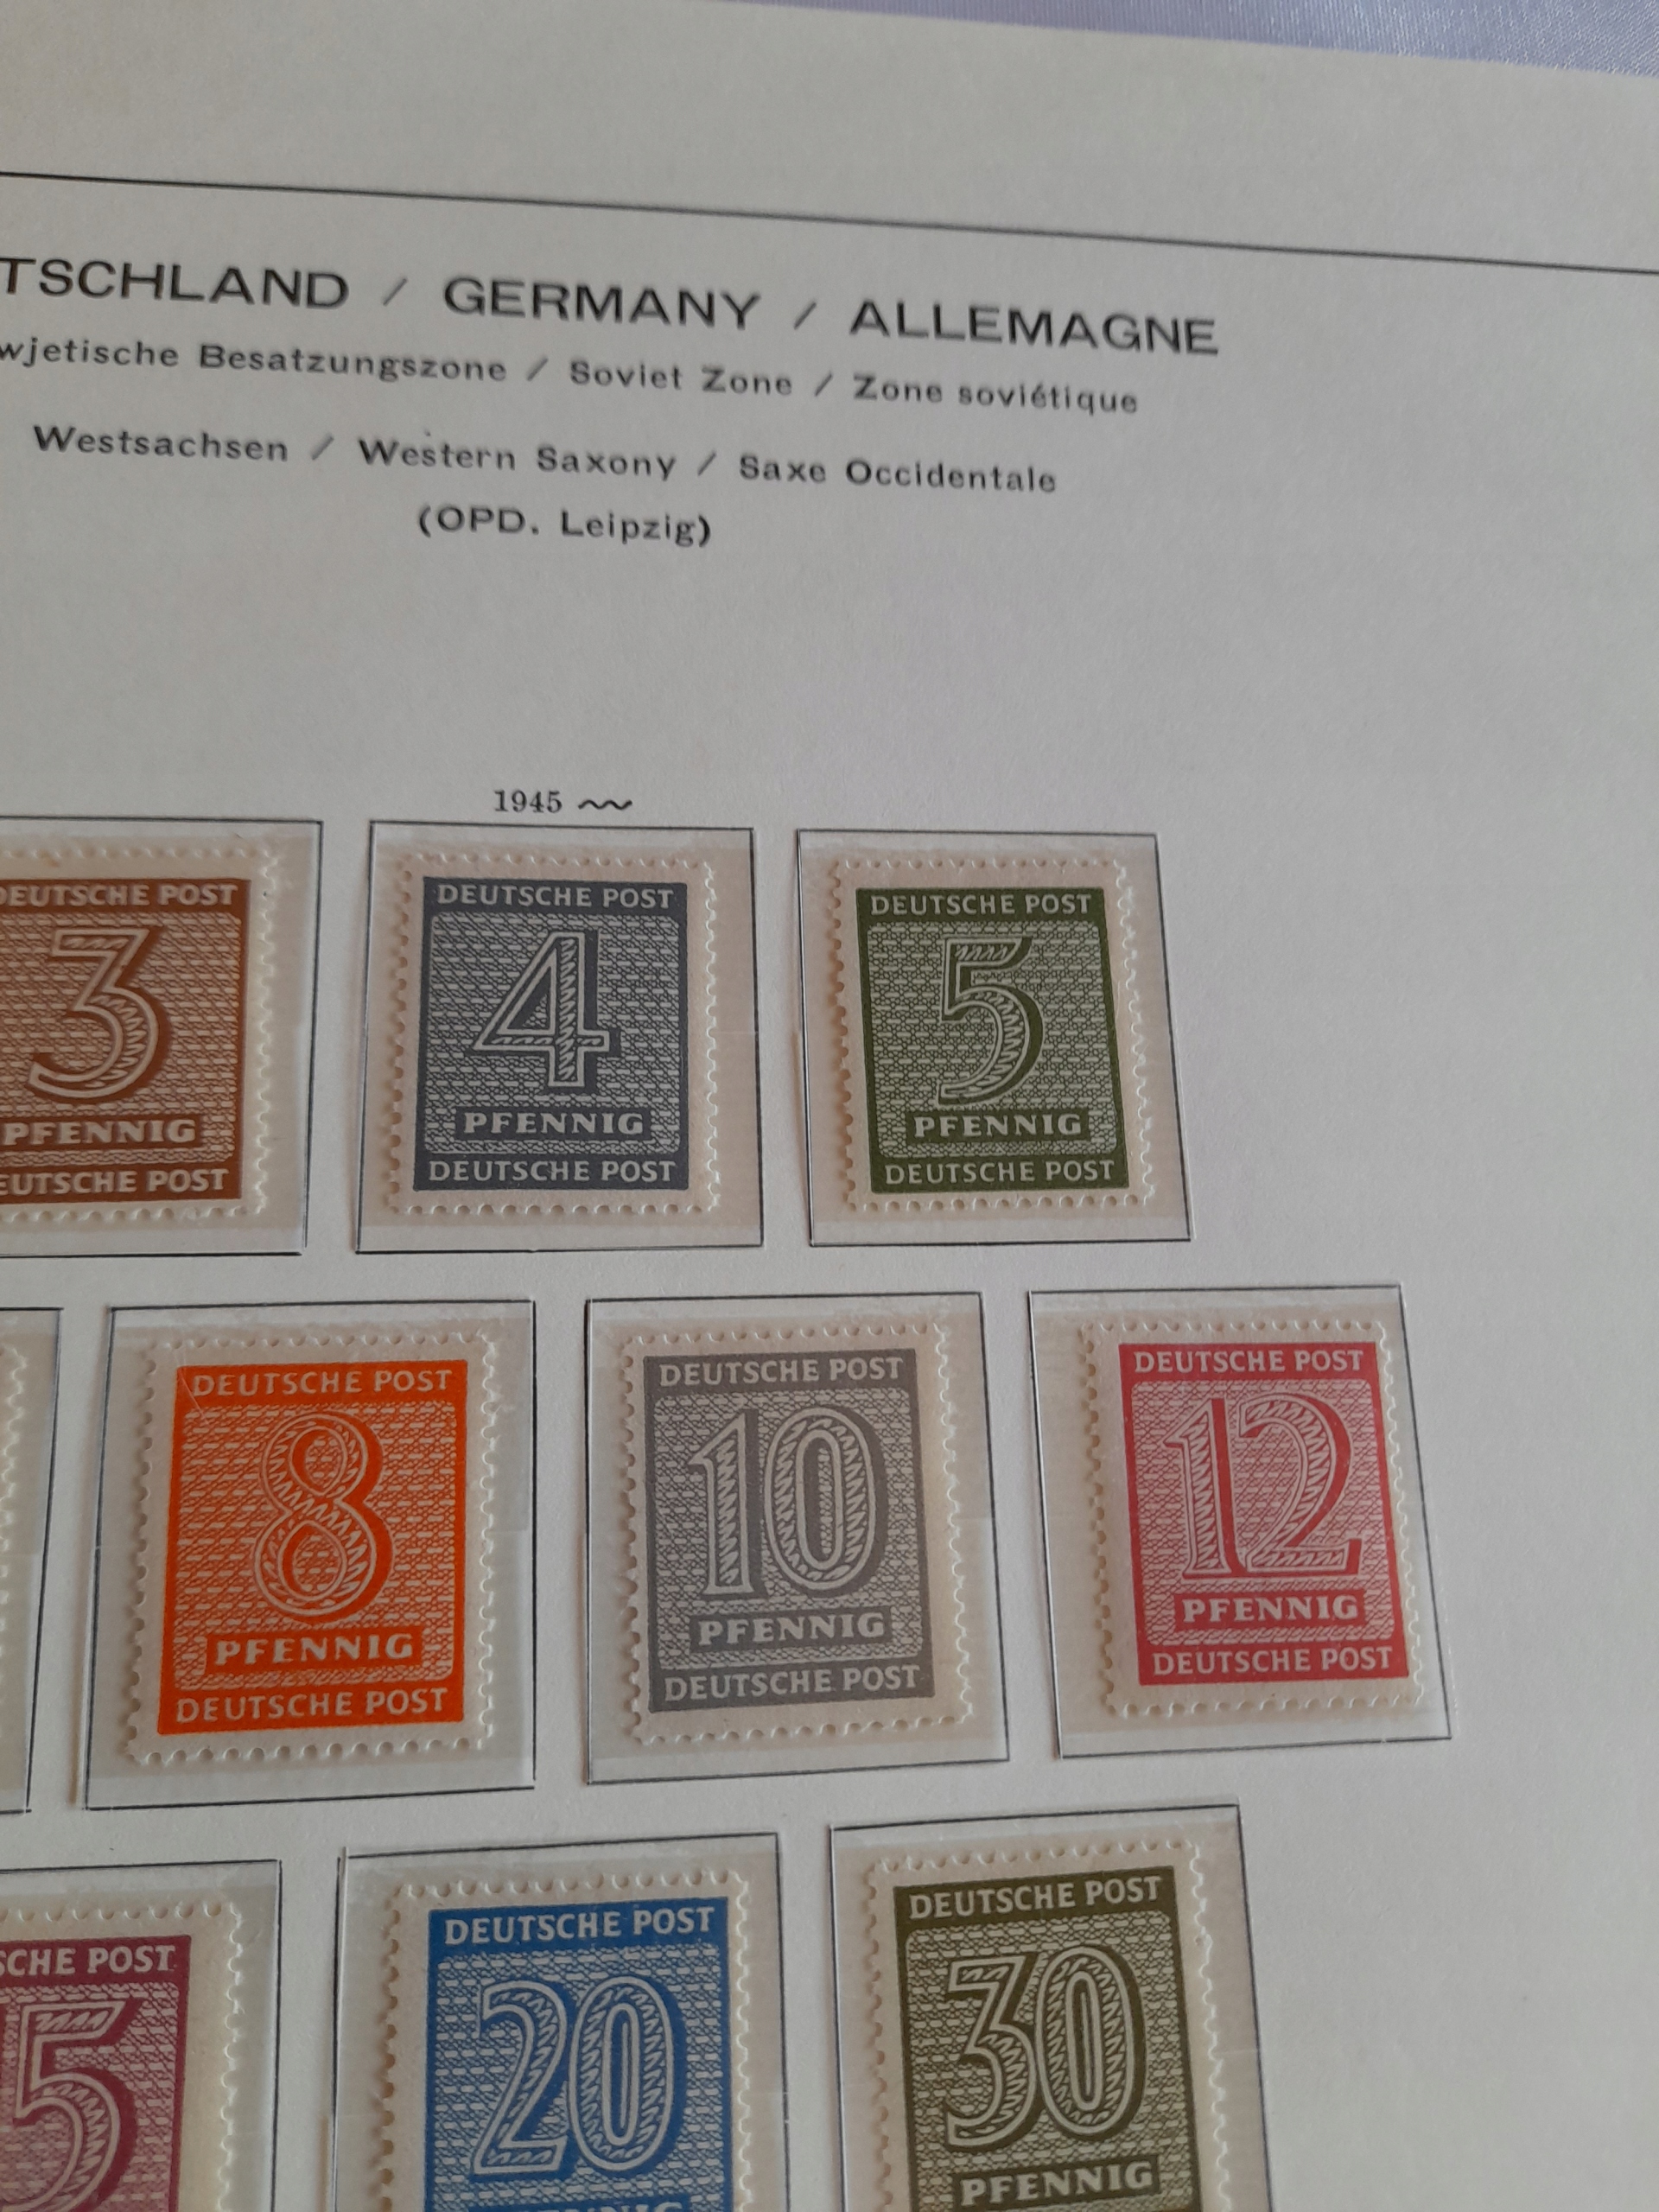 TSCHLAND / GERMANY / ALLEMAGNE
wjetische Besatzungszone / Soviet Zone / Zone soviétique
Westsachsen / Western Saxony / Saxe Occidentale
(OPD. Leipzig)
1945
DEUTSCHE POST
3
PFENNIG
EUTSCHE POST
DEUTSCHE POST
4
PFENNIG
DEUTSCHE POST
DEUTSCHE POST
5
PFENNIG
DEUTSCHE POST
DEUTSCHE POST
8
PFENNIG
DEUTSCHE POST
DEUTSCHE POST
10
PFENNIG
DEUTSCHE POST
DEUTSCHE POST
12
PFENNIG
DEUTSCHE POST
SCHE POST
5
DEUTSCHE POST
20
DEUTSCHE POST
30
PFENNIG